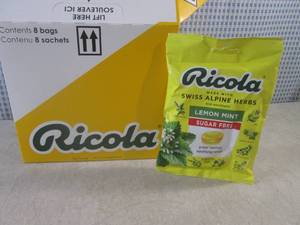 LIFT HERE
SOULEVER ICI
Contents 8 bags
Contenu 8 sachets
Ricola
Ricola
MADE WITH
SWISS ALPINE HERBS
LEMON MINT
SUGAR FREE